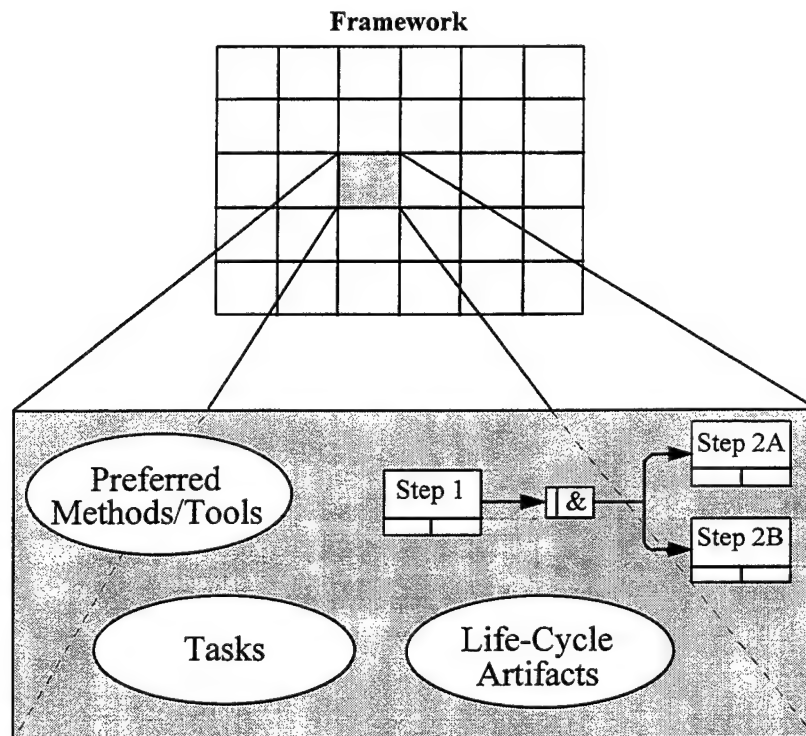 Framework
Preferred
Methods/Tools
Step 1
&
Step 2A
Step 2B
Tasks
Life-Cycle
Artifacts